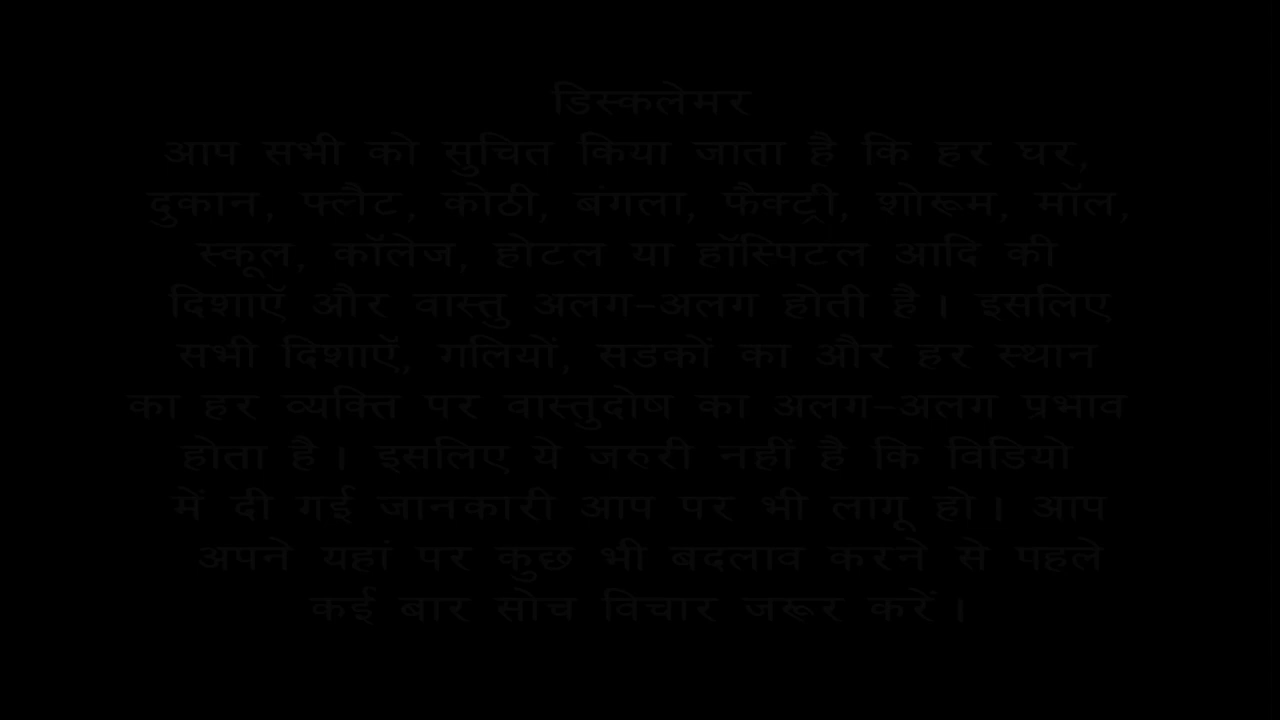 डिस्कलेमर
आप सभी को सुचित किया जाता है कि हर घर,
दुकान, फ्लैट, कोठी, बंगला, फैक्ट्री, शोरूम, मॉल,
स्कूल, कॉलेज, होटल या हॉस्पिटल आदि की
दिशाएँ और वास्तु अलग-अलग होती है। इसलिए
सभी दिशाएँ, गलियों, सडकों का और हर स्थान
का हर व्यक्ति पर वास्तुदोष का अलग-अलग प्रभाव
होता है। इसलिए ये जरुरी नहीं है कि विडियो
में दी गई जानकारी आप पर भी लागू हो। आप
अपने यहां पर कुछ भी बदलाव करने से पहले
कई बार सोच विचार जरूर करें।